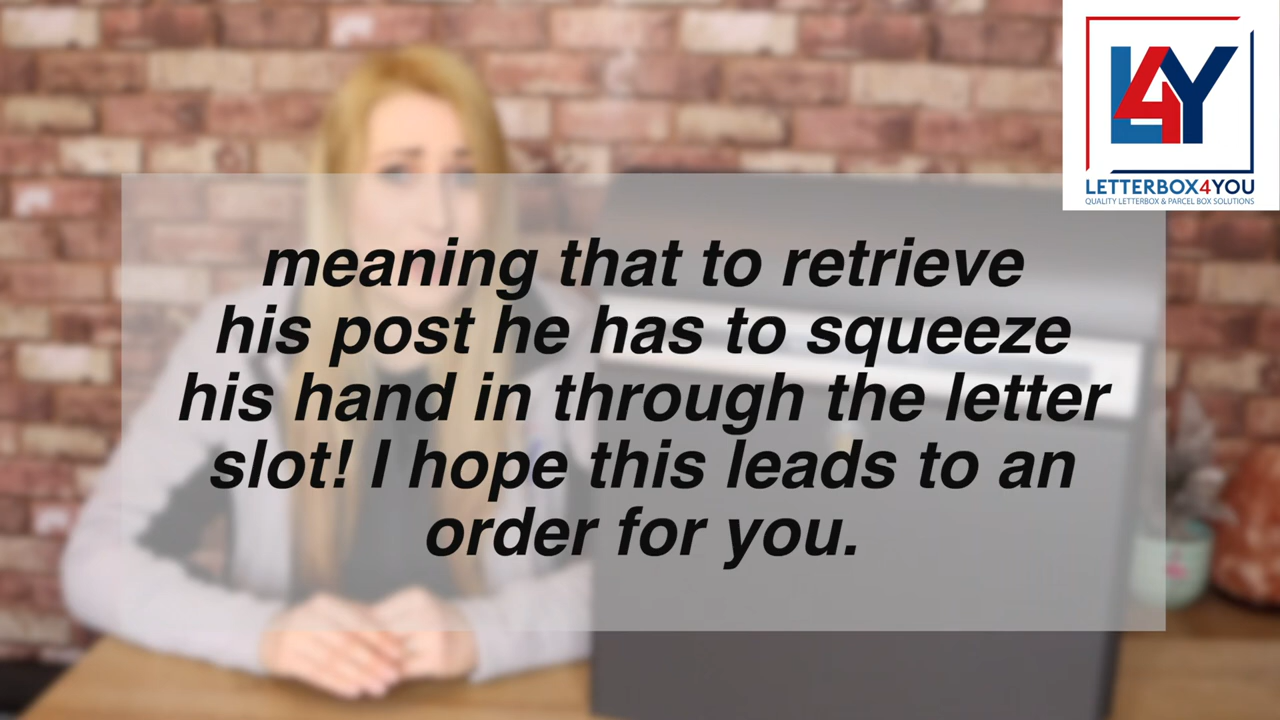 L4Y
LETTERBOX4YOU
QUALITY LETTERBOX & PARCEL BOX SOLUTIONS
meaning that to retrieve
his post he has to squeeze
his hand in through the letter
slot! I hope this leads to an
order for you.